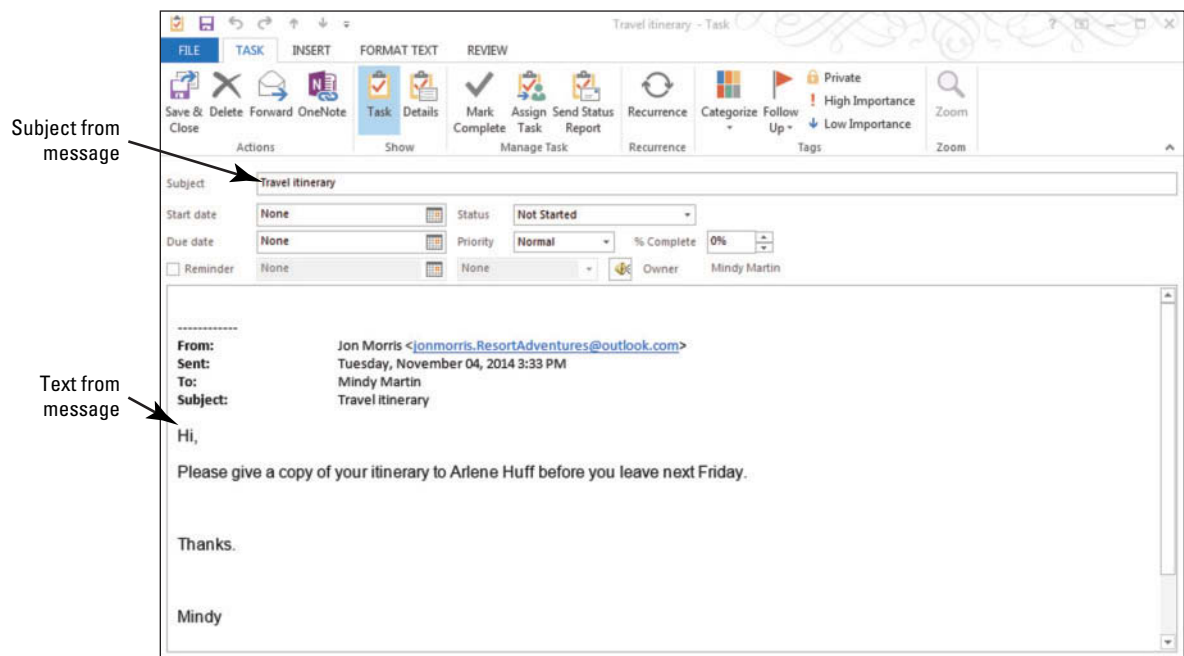 Travel itinerary - Task
FILE TASK INSERT FORMAT TEXT REVIEW
Save & Close Delete Forward OneNote Task Details Mark Complete Assign Task Send Status Report Recurrence Categorize Follow Up Private
High Importance
Low Importance
Zoom
Actions Show Manage Task Recurrence Tags Zoom
Subject from
message
Subject Travel itinerary
Start date None Status Not Started
Due date None Priority Normal % Complete 0%
Reminder None None Owner Mindy Martin
------------
From: Jon Morris <jonmorris.ResortAdventures@outlook.com>
Sent: Tuesday, November 04, 2014 3:33 PM
To: Mindy Martin
Subject: Travel itinerary
Text from
message
Hi,
Please give a copy of your itinerary to Arlene Huff before you leave next Friday.
Thanks.
Mindy